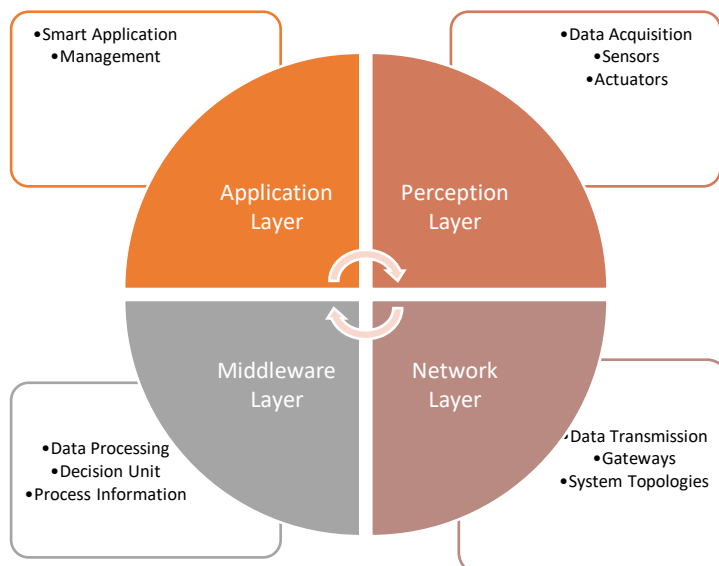 •Smart Application
•Management
•Data Acquisition
•Sensors
•Actuators
Application
Layer
Perception
Layer
Middleware
Layer
Network
Layer
•Data Processing
•Decision Unit
•Process Information
•Data Transmission
•Gateways
•System Topologies